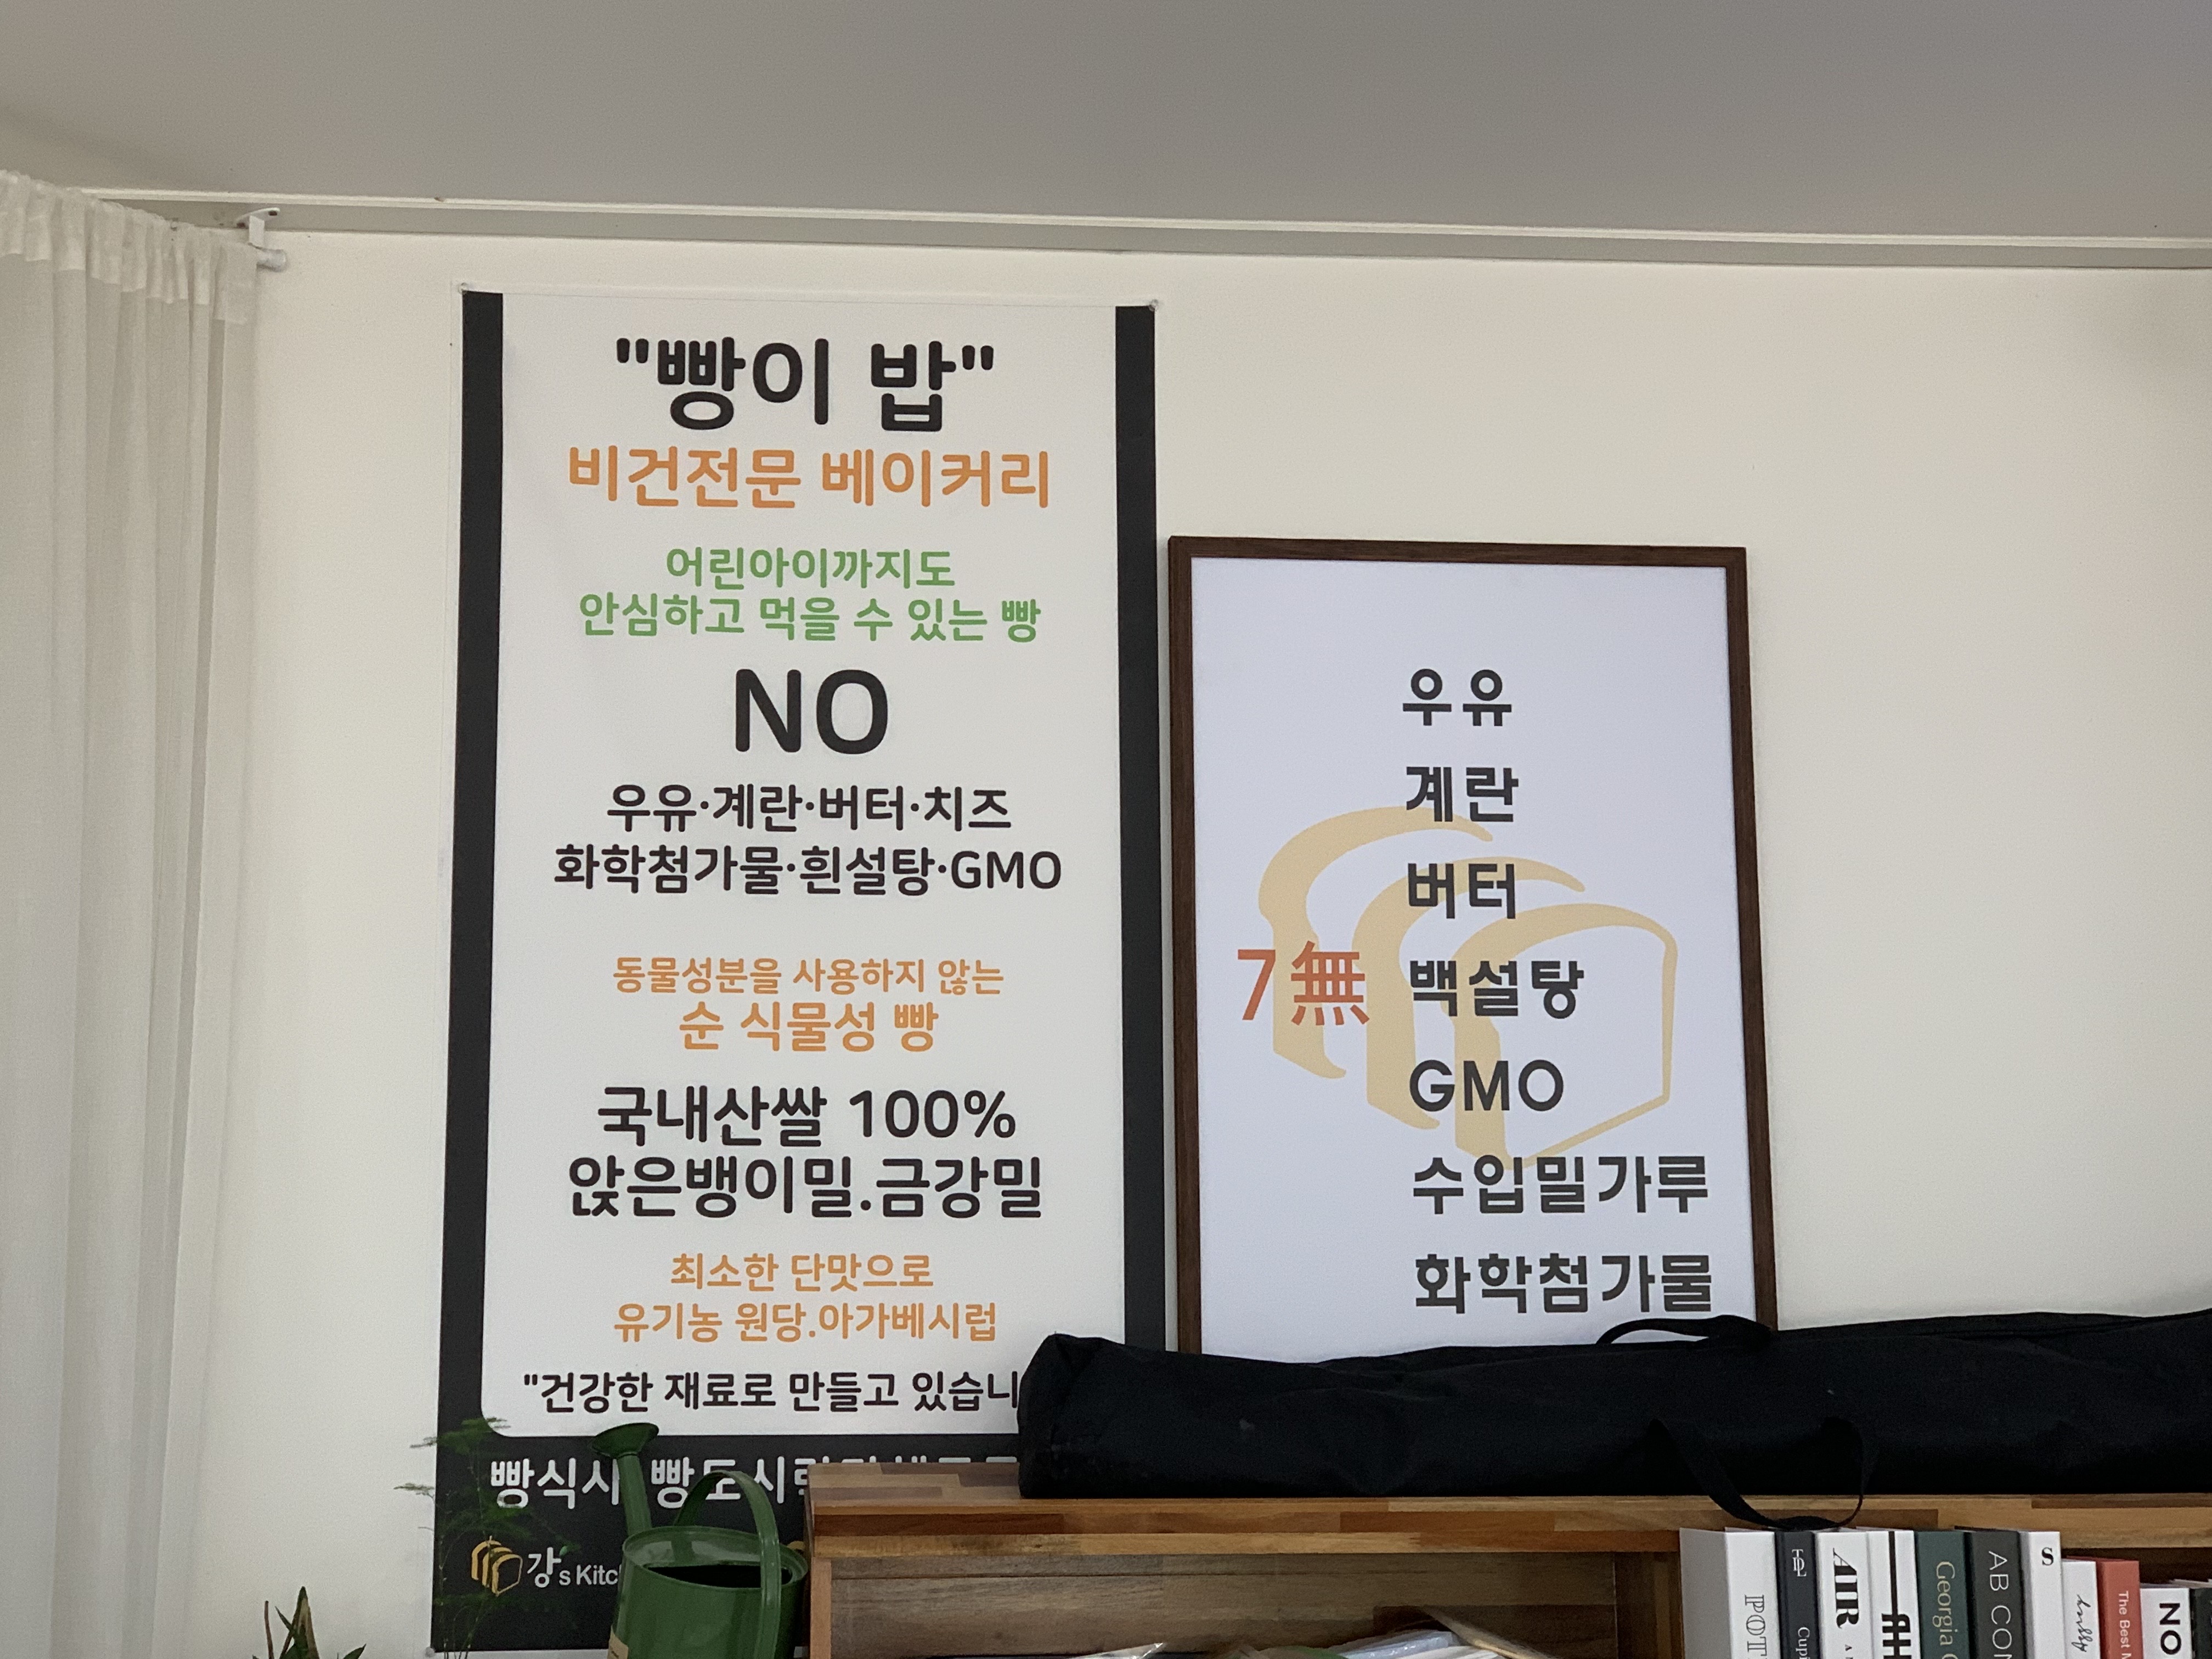 "빵이 밥"
비건전문 베이커리
어린아이까지도
안심하고 먹을 수 있는 빵
NO
우유·계란·버터·치즈
화학첨가물·흰설탕·GMO
동물성분을 사용하지 않는
순 식물성 빵
국내산쌀 100%
앉은뱅이밀.금강밀
최소한 단맛으로
유기농 원당.아가베시럽
"건강한 재료로 만들고
빵식사
강's
7無
우유
계란
버터
백설탕
GMO
수입밀가루
화학첨가물
AIR
Georgia
S
The Best
NO